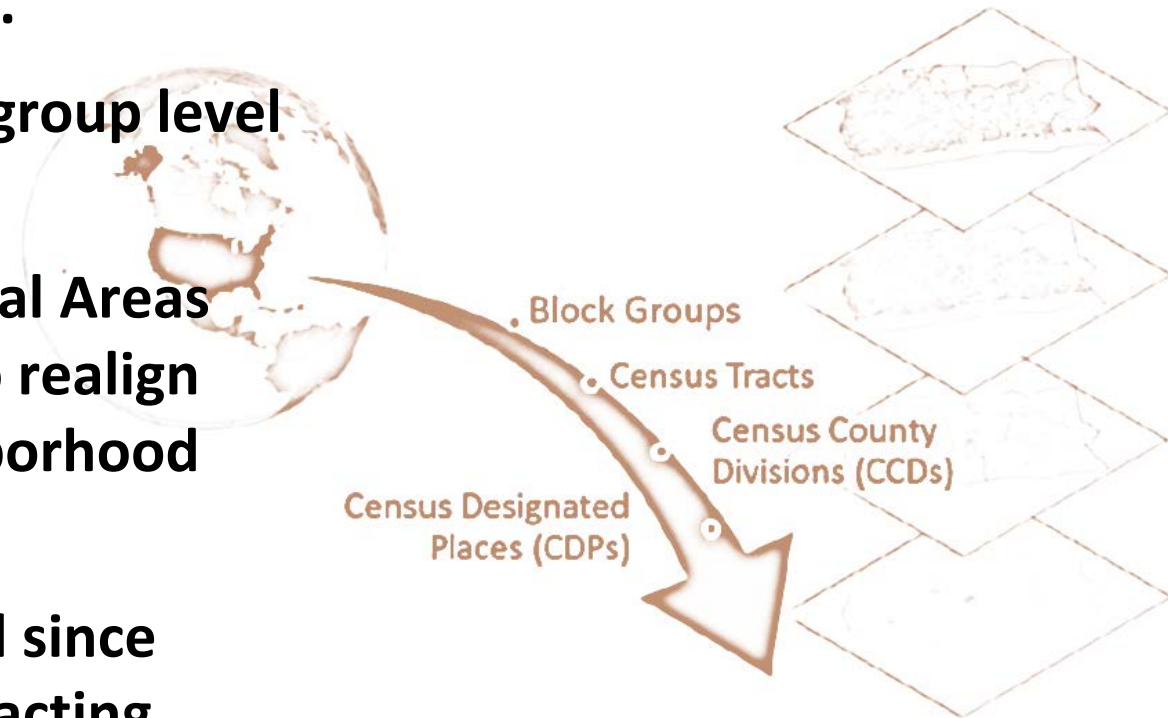 .
group level
al Areas
realign
borhood
since
acting
Block Groups
Census Tracts
Census County
Divisions (CCDs)
Census Designated
Places (CDPs)